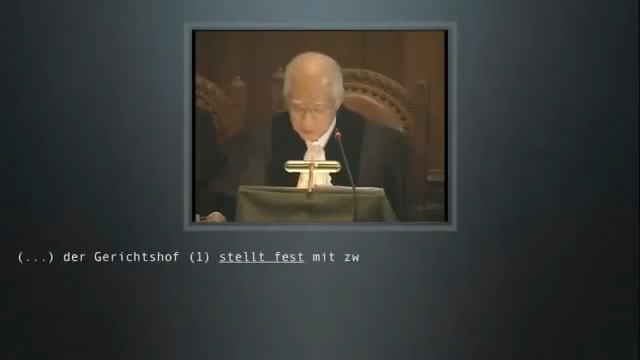 (...) der Gerichtshof (1) stellt fest mit zw